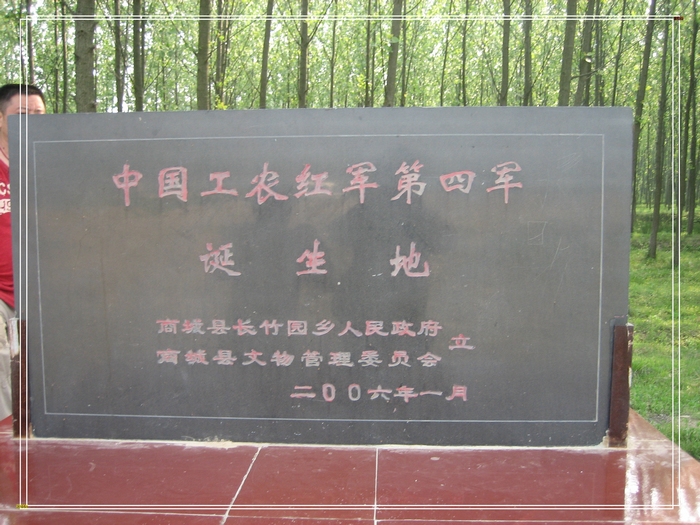 中国工农红军第四军
诞生地
商城县长竹园乡人民政府
商城县文物管理委员会
立
二00六年一月